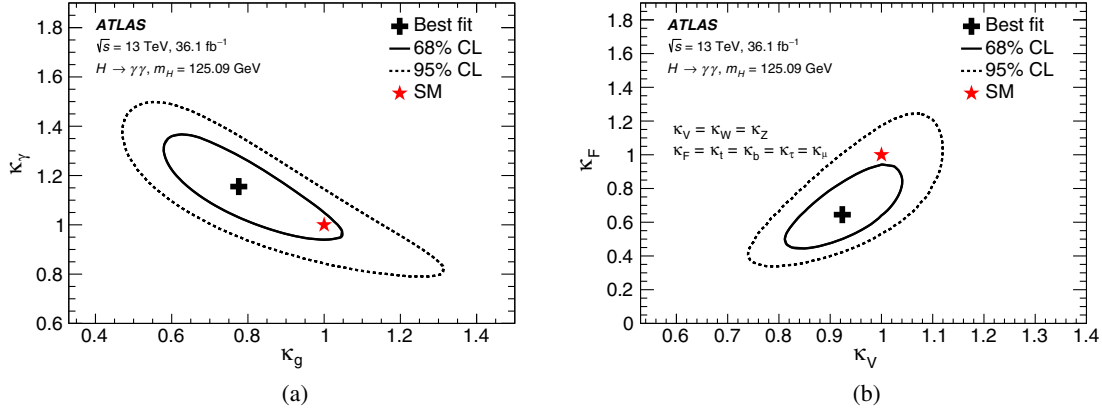 ATLAS
√s = 13 TeV, 36.1 fb⁻¹
H → γγ, m_H = 125.09 GeV
Best fit
68% CL
95% CL
SM
κ_γ
1.8
1.6
1.4
1.2
1
0.8
0.6
0.4 0.6 0.8 1 1.2 1.4
κ_g
(a)
ATLAS
√s = 13 TeV, 36.1 fb⁻¹
H → γγ, m_H = 125.09 GeV
Best fit
68% CL
95% CL
SM
κ_V = κ_W = κ_Z
κ_F = κ_t = κ_b = κ_τ = κ_μ
κ_F
1.8
1.6
1.4
1.2
1
0.8
0.6
0.4
0.2
0
0.6 0.7 0.8 0.9 1 1.1 1.2 1.3 1.4
κ_V
(b)